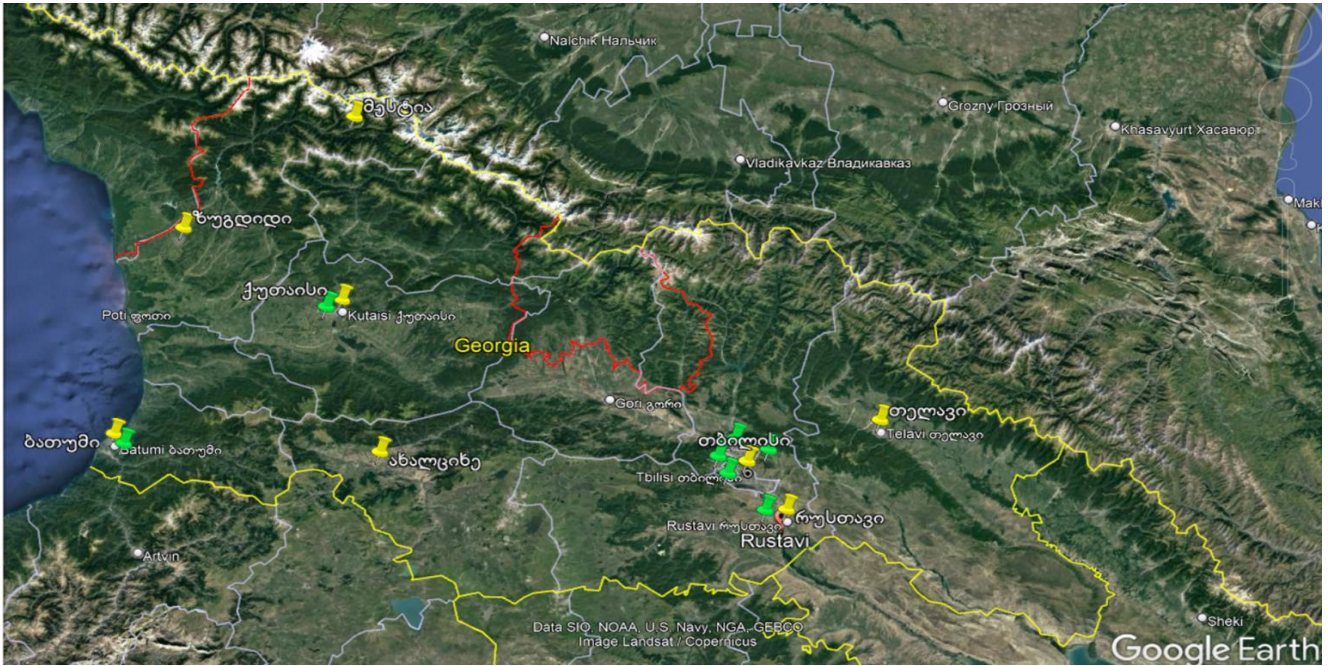 Nalchik Нальчик
მესტია
Grozny Грозный
Khasavyurt Хасавюрт
Vladikavkaz Владикавказ
Maki
ზუგდიდი
ქუთაისი
Poti ფოთი
Kutaisi ქუთაისი
Georgia
Gori გორი
თელავი
Telavi თელავი
ბათუმი
Batumi ბათუმი
ახალციხე
თბილისი
Tbilisi თბილისი
რუსთავი
Rustavi რუსთავი
Rustavi
Artvin
Sheki
Data SIO, NOAA, U.S. Navy, NGA, GEBCO
Image Landsat / Copernicus
Google Earth